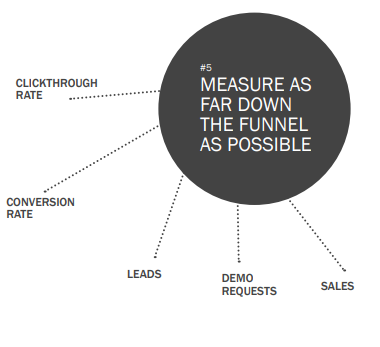 #5
MEASURE AS
FAR DOWN
THE FUNNEL
AS POSSIBLE
CLICKTHROUGH
RATE
CONVERSION
RATE
LEADS
DEMO
REQUESTS
SALES